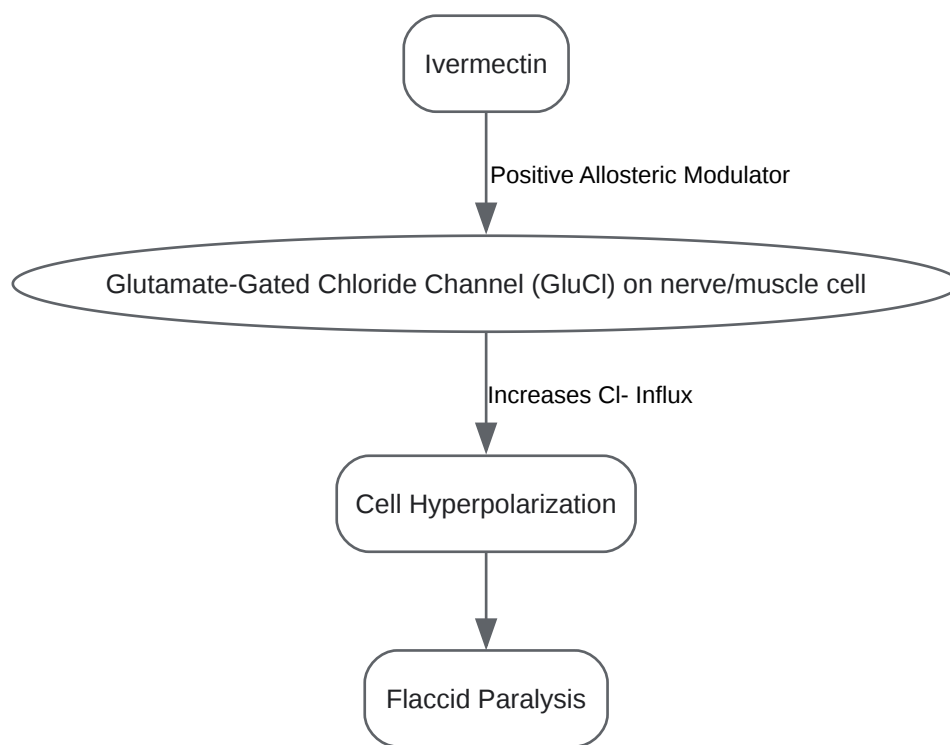 Ivermectin
Positive Allosteric Modulator
Glutamate-Gated Chloride Channel (GluCl) on nerve/muscle cell
Increases Cl- Influx
Cell Hyperpolarization
Flaccid Paralysis